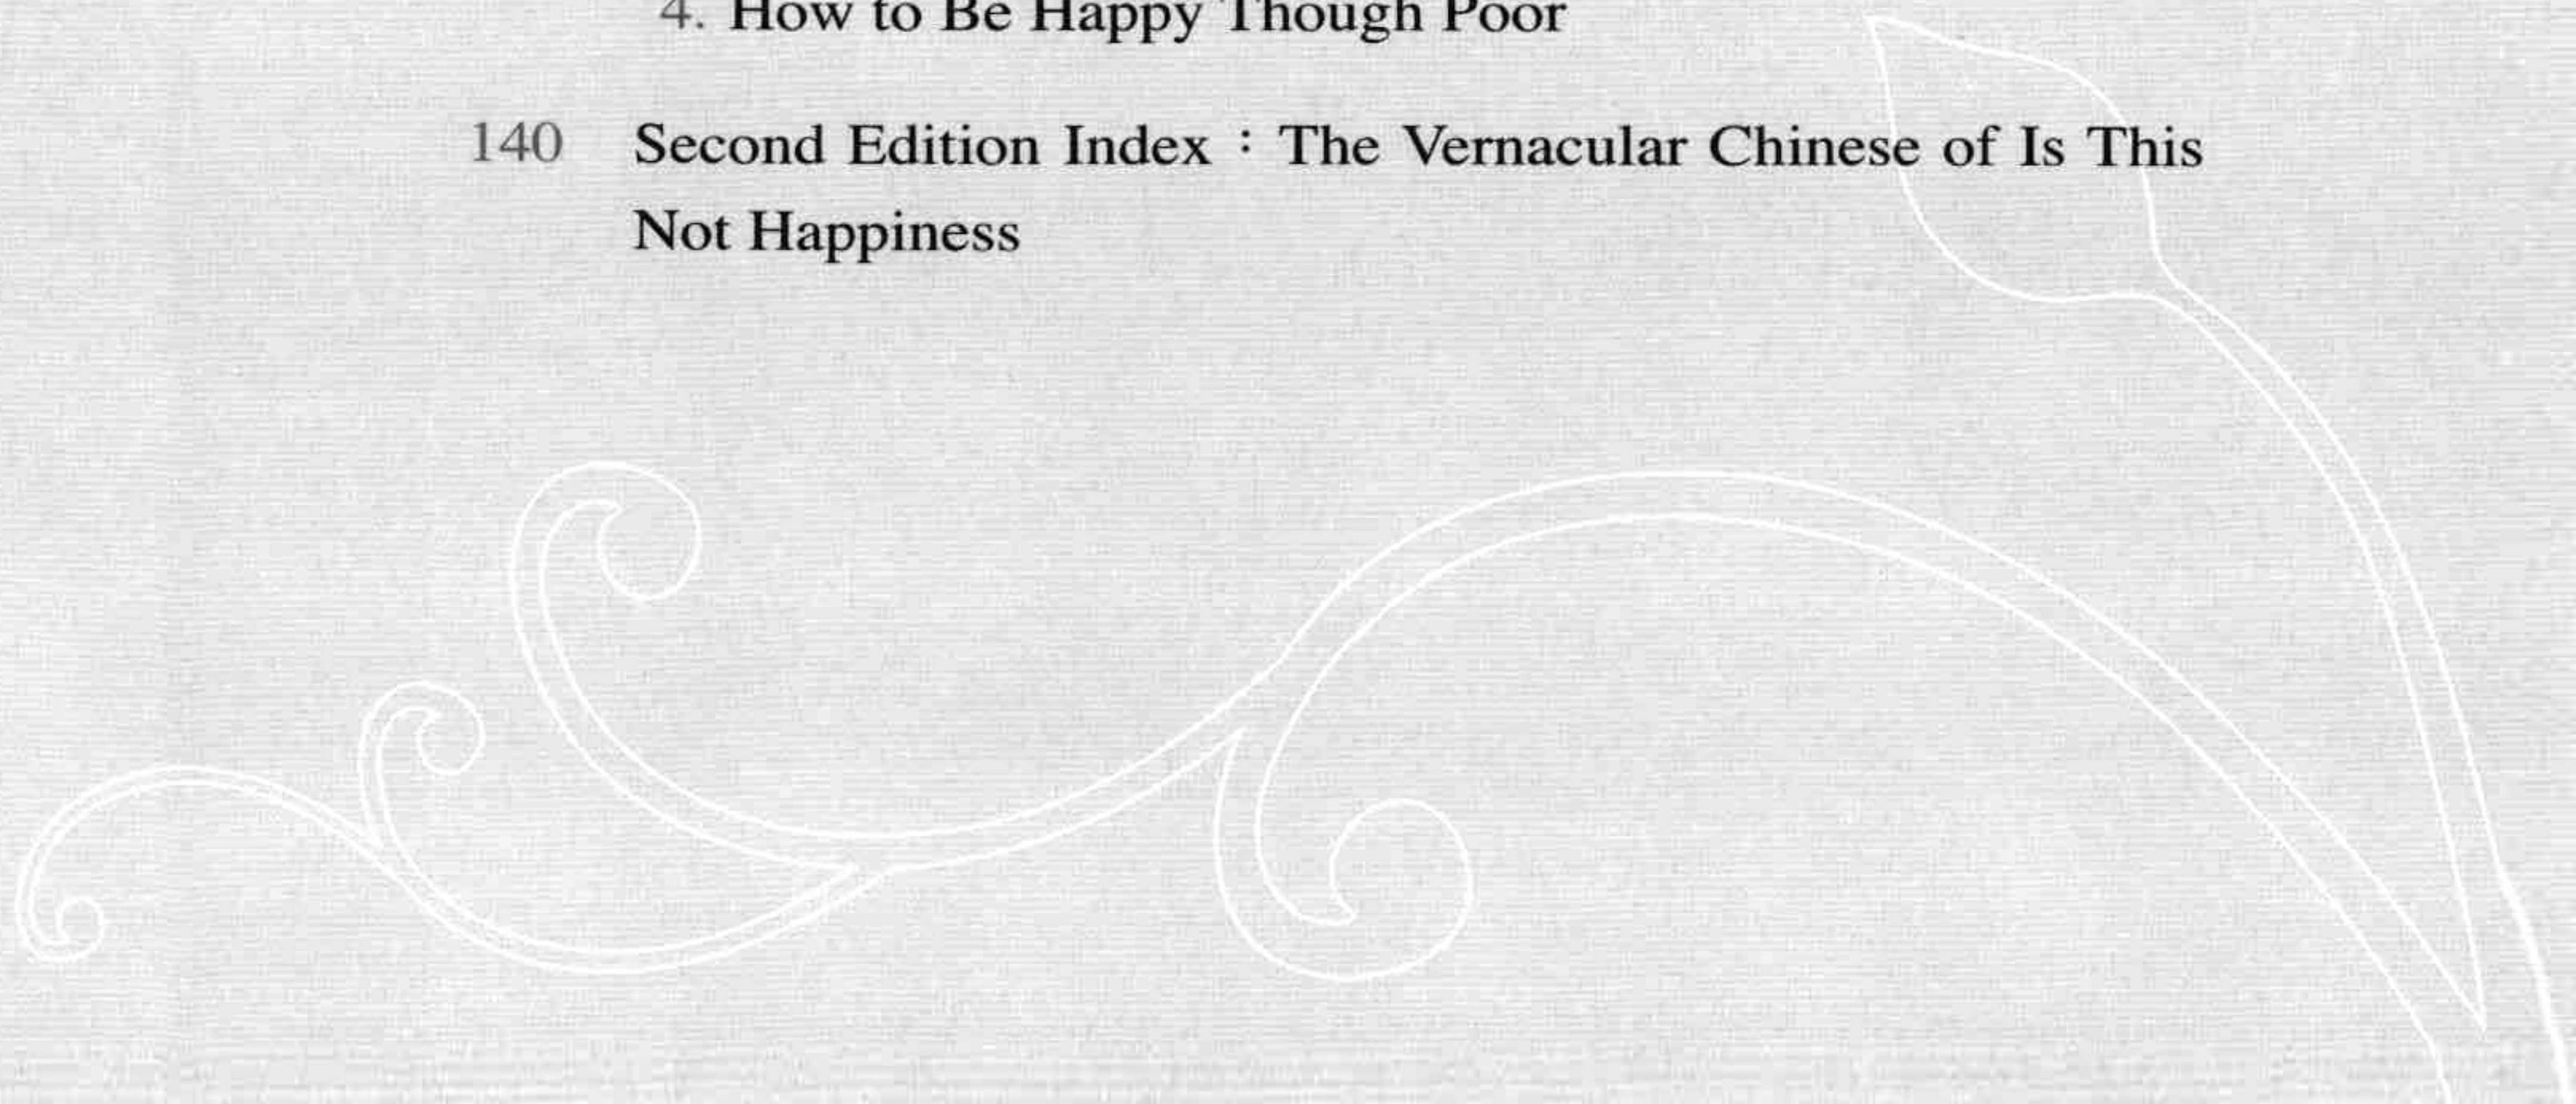 4. How to Be Happy Though Poor
140 Second Edition Index : The Vernacular Chinese of Is This
Not Happiness